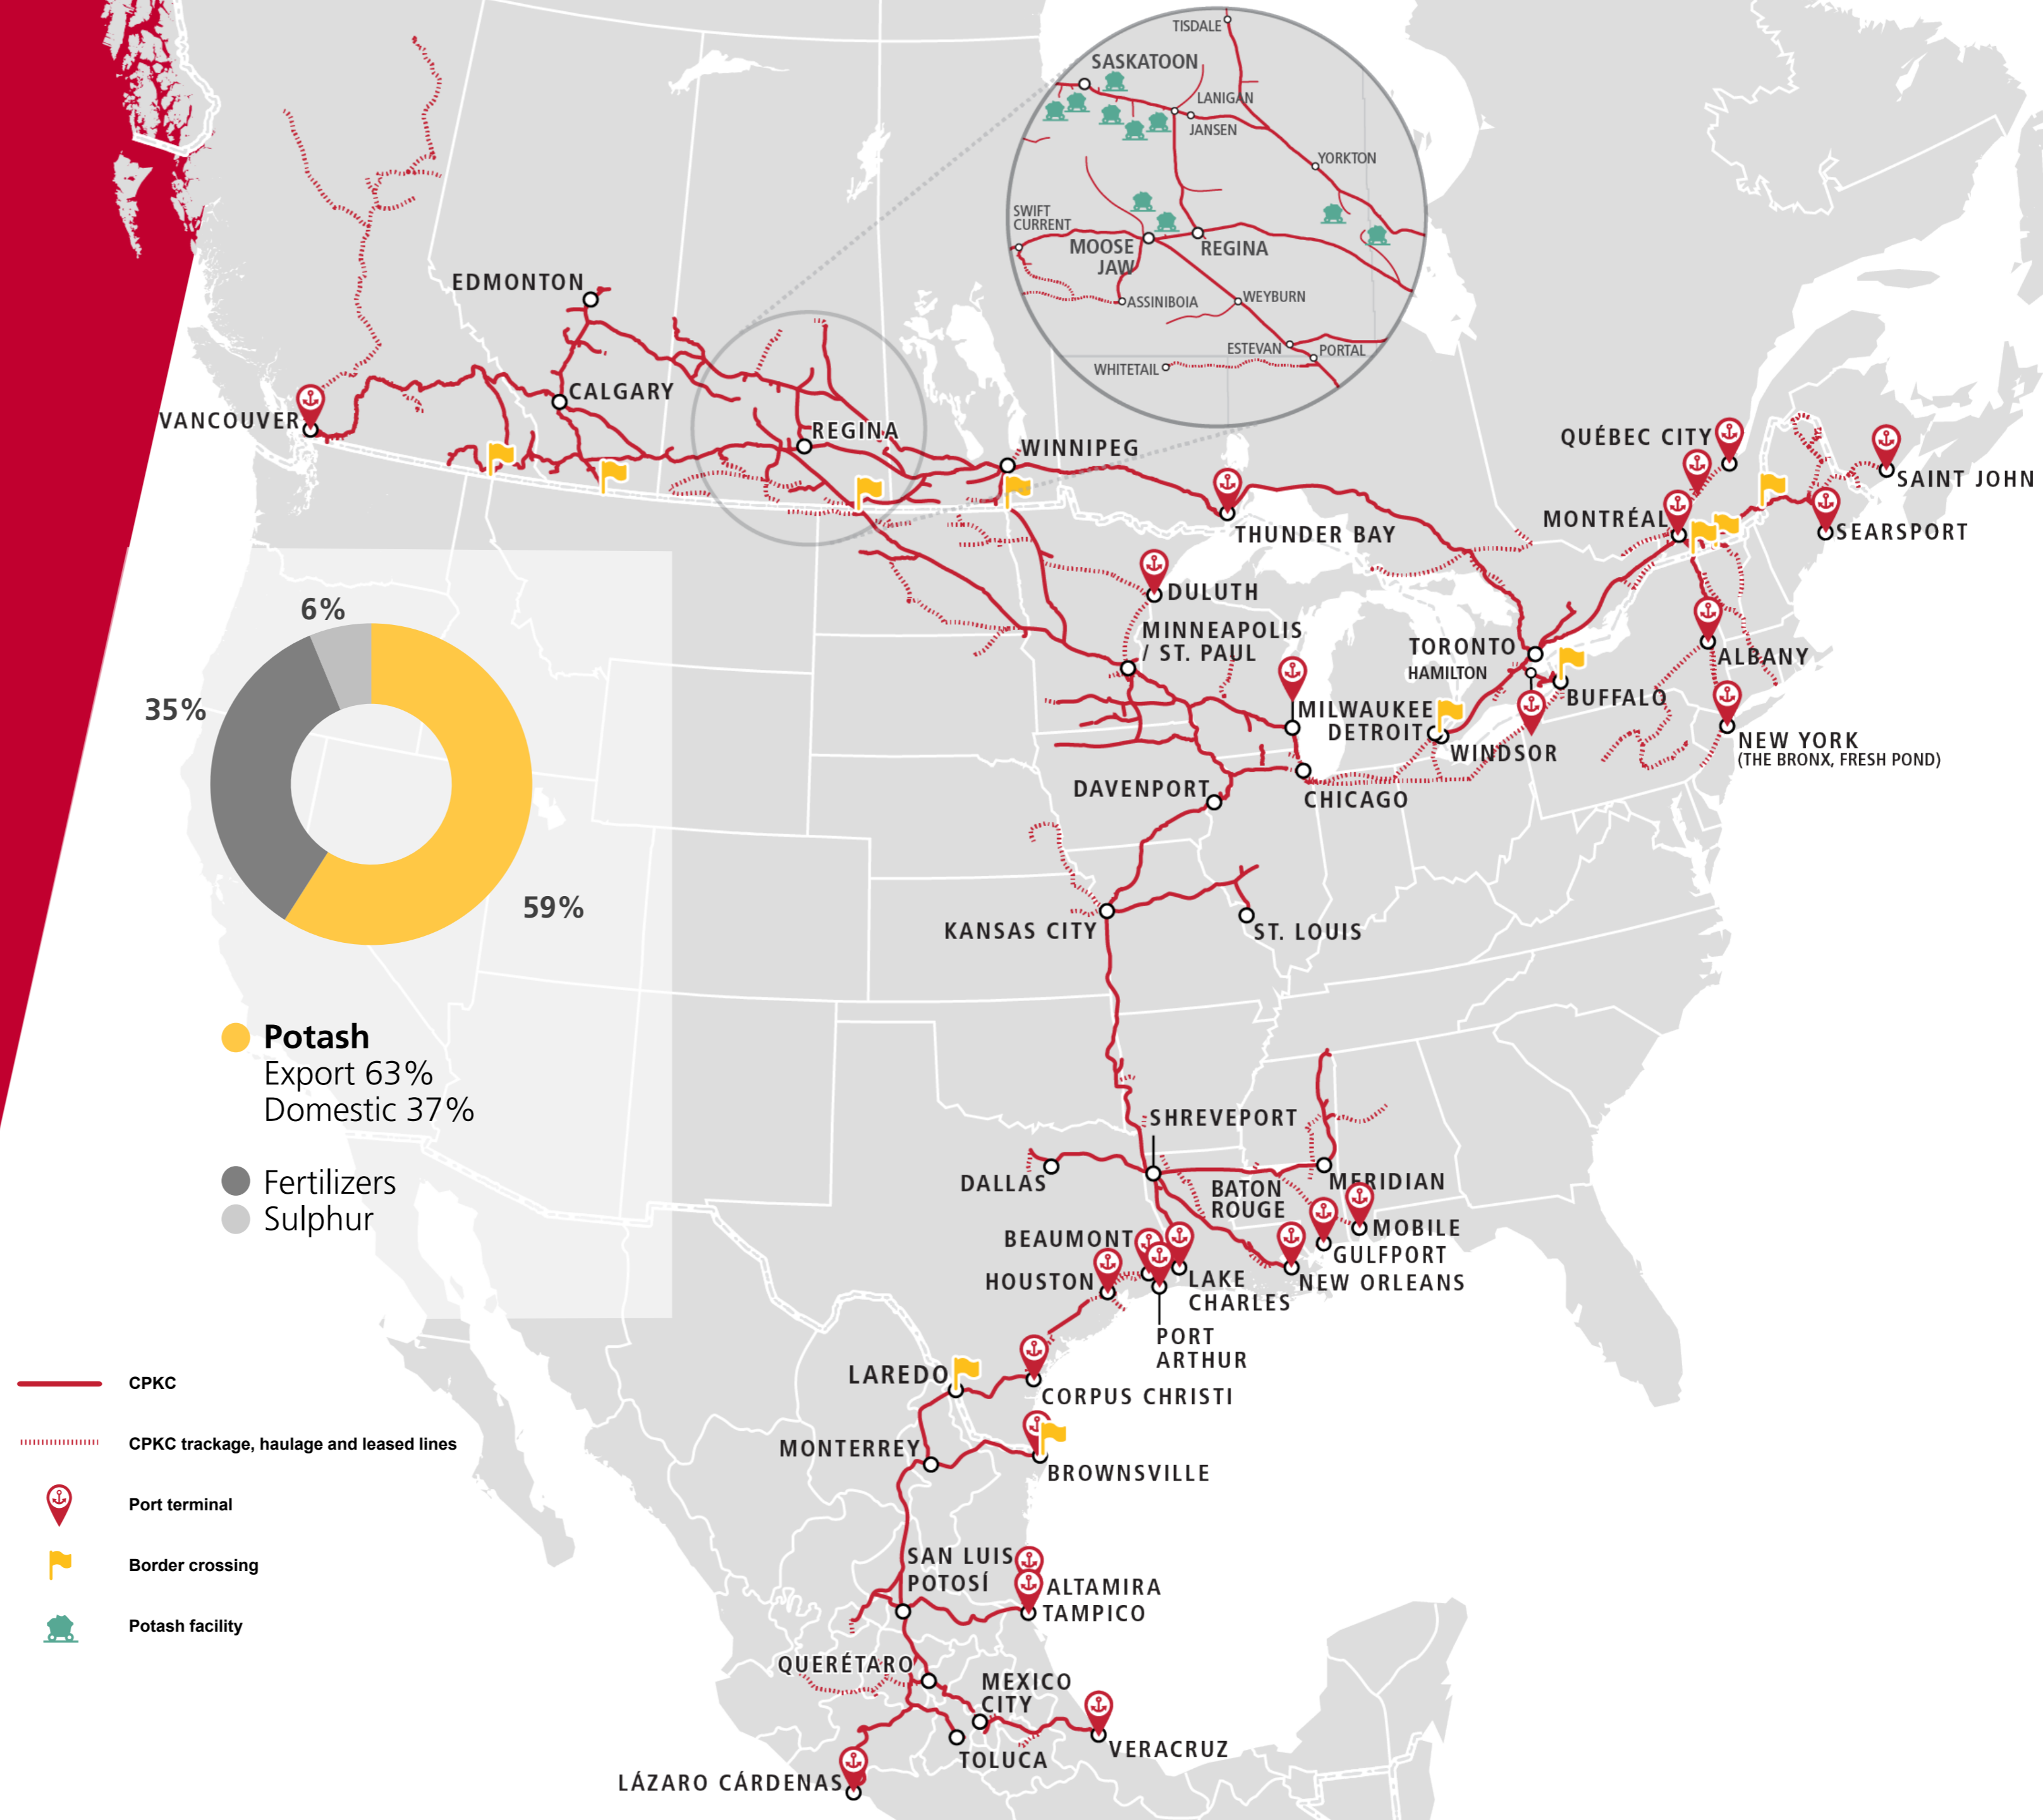 TISDALE
SASKATOON
LANIGAN
JANSEN
YORKTON
SWIFT
CURRENT
MOOSE
JAW
REGINA
ASSINIBOIA
WEYBURN
ESTEVAN
PORTAL
WHITETAIL
EDMONTON
CALGARY
VANCOUVER
REGINA
WINNIPEG
THUNDER BAY
QUÉBEC CITY
SAINT JOHN
MONTRÉAL
SEARSPORT
DULUTH
MINNEAPOLIS
/ ST. PAUL
TORONTO
HAMILTON
ALBANY
BUFFALO
MILWAUKEE
DETROIT
WINDSOR
NEW YORK
(THE BRONX, FRESH POND)
DAVENPORT
CHICAGO
KANSAS CITY
ST. LOUIS
6%
35%
59%
Potash
Export 63%
Domestic 37%
Fertilizers
Sulphur
SHREVEPORT
DALLAS
MERIDIAN
BATON
ROUGE
MOBILE
BEAUMONT
GULFPORT
HOUSTON
LAKE
CHARLES
NEW ORLEANS
PORT
ARTHUR
LAREDO
CORPUS CHRISTI
MONTERREY
BROWNSVILLE
SAN LUIS
POTOSÍ
ALTAMIRA
TAMPICO
QUERÉTARO
MEXICO
CITY
TOLUCA
VERACRUZ
LÁZARO CÁRDENAS
CPKC
CPKC trackage, haulage and leased lines
Port terminal
Border crossing
Potash facility